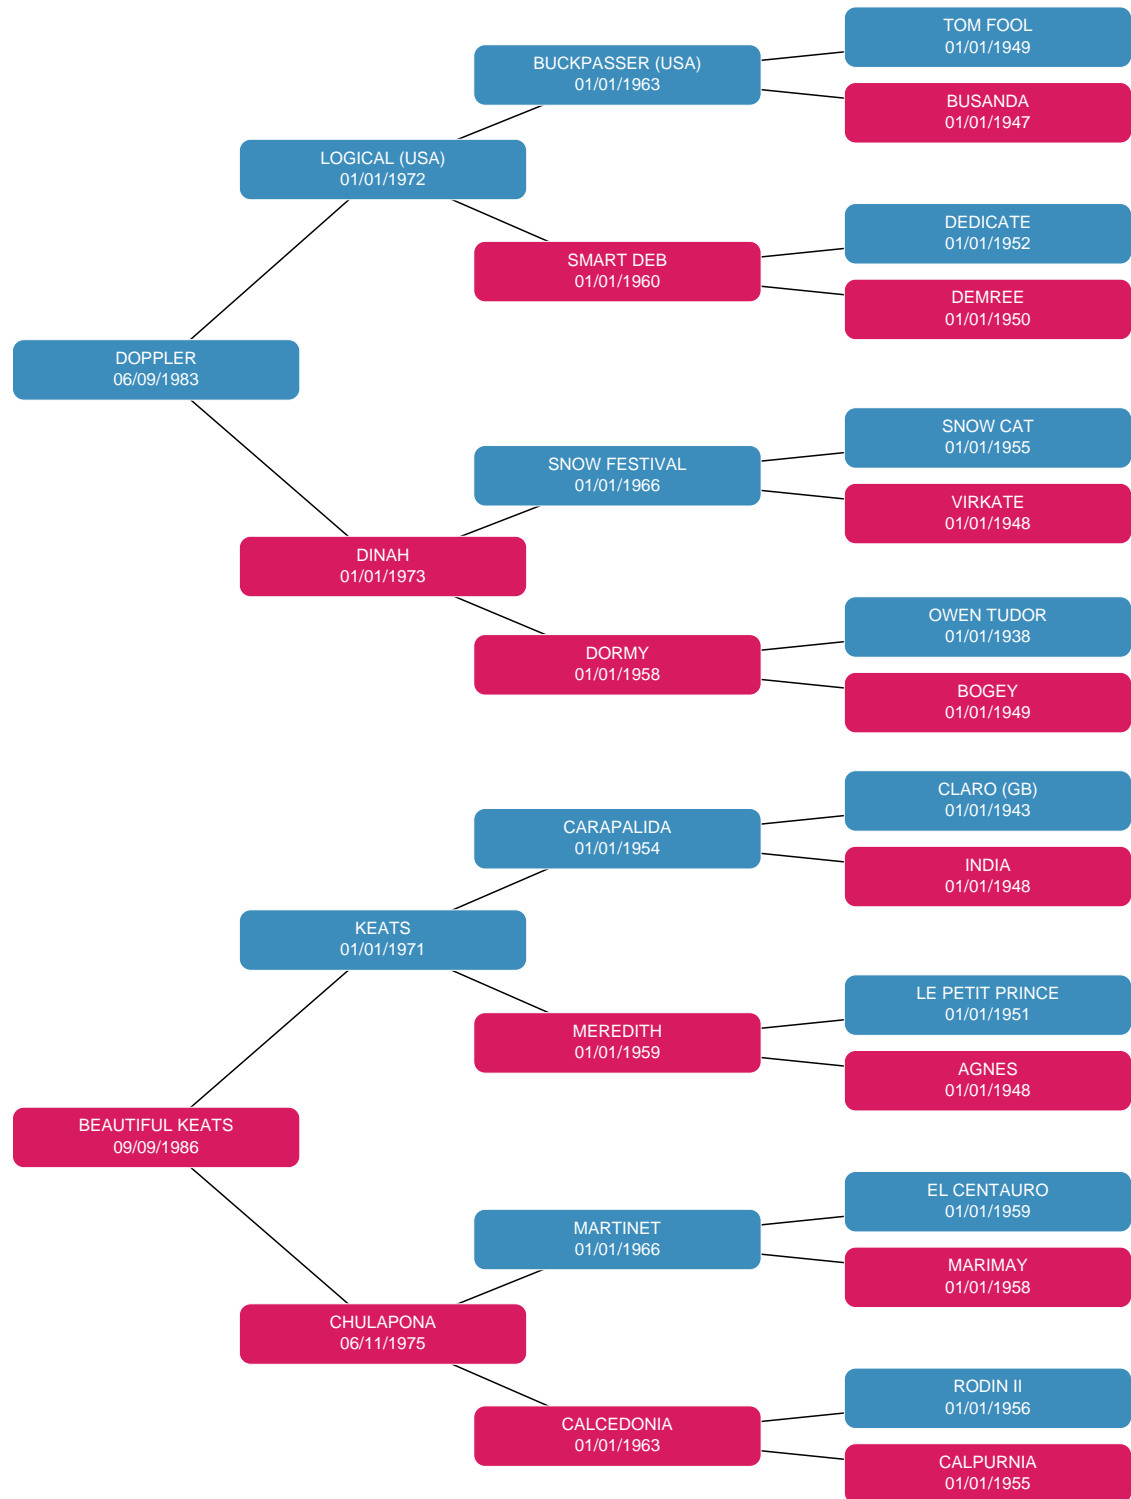 TOM FOOL
01/01/1949
BUCKPASSER (USA)
01/01/1963
BUSANDA
01/01/1947
LOGICAL (USA)
01/01/1972
DEDICATE
01/01/1952
SMART DEB
01/01/1960
DEMREE
01/01/1950
DOPPLER
06/09/1983
SNOW CAT
01/01/1955
SNOW FESTIVAL
01/01/1966
VIRKATE
01/01/1948
DINAH
01/01/1973
OWEN TUDOR
01/01/1938
DORMY
01/01/1958
BOGEY
01/01/1949
CLARO (GB)
01/01/1943
CARAPALIDA
01/01/1954
INDIA
01/01/1948
KEATS
01/01/1971
LE PETIT PRINCE
01/01/1951
MEREDITH
01/01/1959
AGNES
01/01/1948
BEAUTIFUL KEATS
09/09/1986
EL CENTAURO
01/01/1959
MARTINET
01/01/1966
MARIMAY
01/01/1958
CHULAPONA
06/11/1975
RODIN II
01/01/1956
CALCEDONIA
01/01/1963
CALPURNIA
01/01/1955